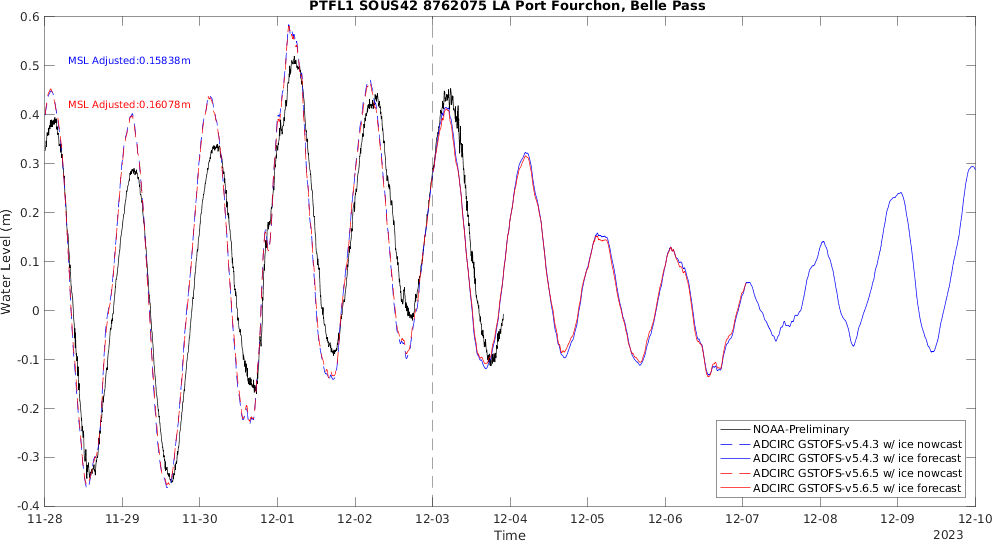 PTFL1 SOUS42 8762075 LA Port Fourchon, Belle Pass
0.6
0.5
0.4
0.3
0.2
0.1
0
-0.1
-0.2
-0.3
-0.4
Water Level (m)
MSL Adjusted:0.15838m
MSL Adjusted:0.16078m
NOAA-Preliminary
ADCIRC GSTOFS-v5.4.3 w/ ice nowcast
ADCIRC GSTOFS-v5.4.3 w/ ice forecast
ADCIRC GSTOFS-v5.6.5 w/ ice nowcast
ADCIRC GSTOFS-v5.6.5 w/ ice forecast
11-28 11-29 11-30 12-01 12-02 12-03 12-04 12-05 12-06 12-07 12-08 12-09 12-10
Time
2023